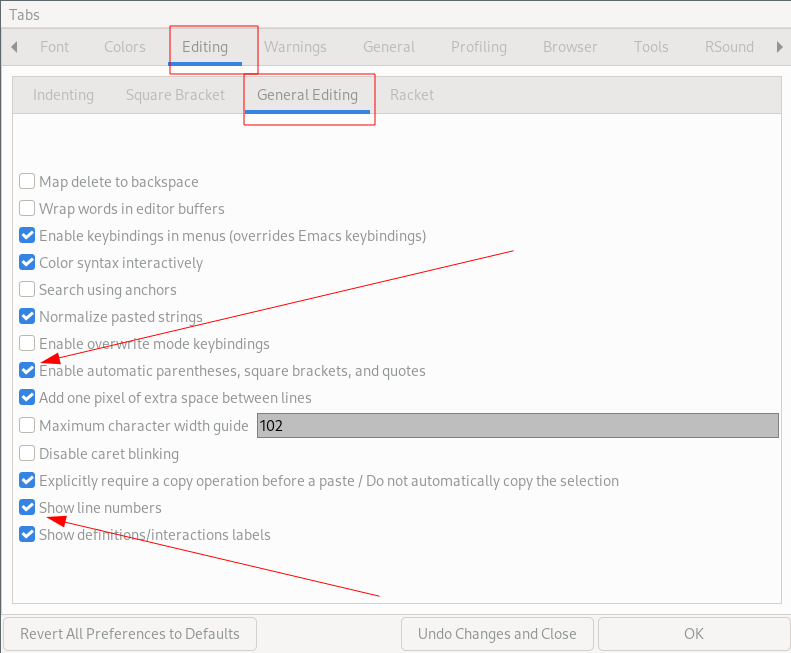 Tabs
Font Colors Editing Warnings General Profiling Browser Tools RSound
Indenting Square Bracket General Editing Racket
Map delete to backspace
Wrap words in editor buffers
Enable keybindings in menus (overrides Emacs keybindings)
Color syntax interactively
Search using anchors
Normalize pasted strings
Enable overwrite mode keybindings
Enable automatic parentheses, square brackets, and quotes
Add one pixel of extra space between lines
Maximum character width guide 102
Disable caret blinking
Explicitly require a copy operation before a paste / Do not automatically copy the selection
Show line numbers
Show definitions/interactions labels
Revert All Preferences to Defaults Undo Changes and Close OK